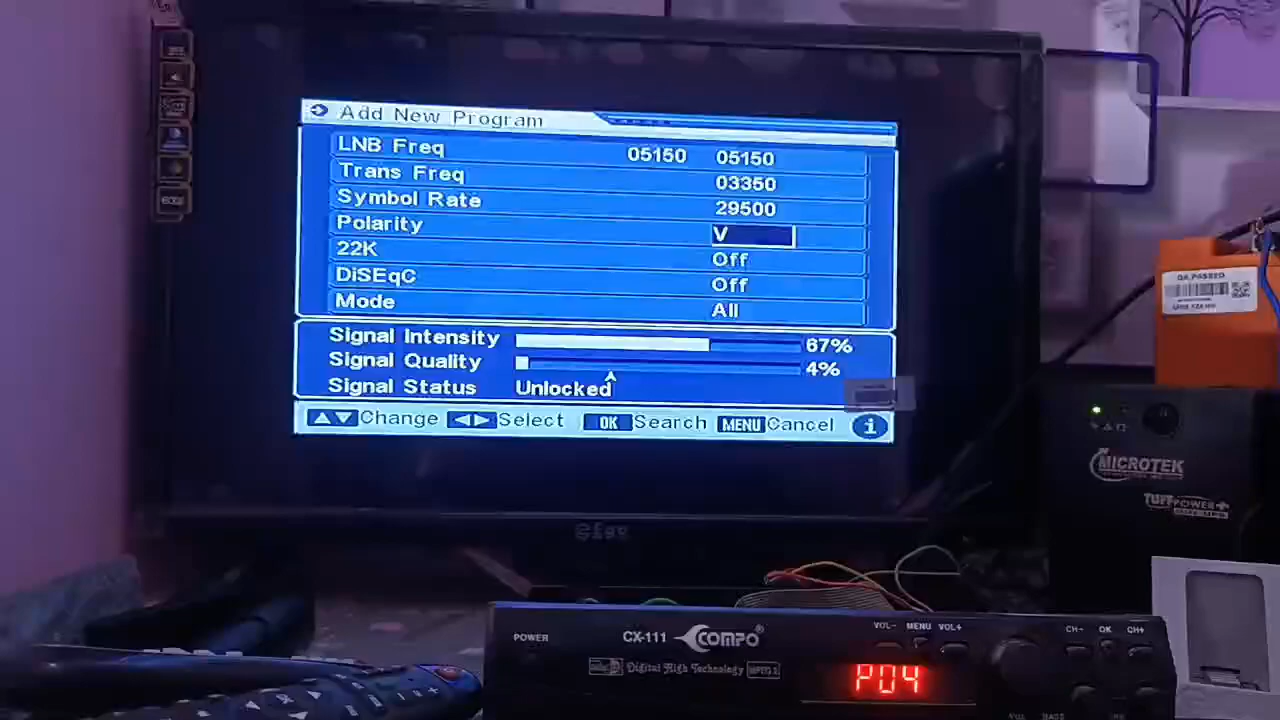 Add New Program
LNB Freq 05150 05150
Trans Freq 03350
Symbol Rate 29500
Polarity V
22K Off
DiSEqC Off
Mode All
Signal Intensity 67%
Signal Quality 4%
Signal Status Unlocked
Change Select OK Search MENU Cancel i
MICROTEK
TUFF POWER+
POWER CX-111 COMPO® VOL- MENU VOL+ CH- OK CH+
Digital High Technology MPEG 2
P04